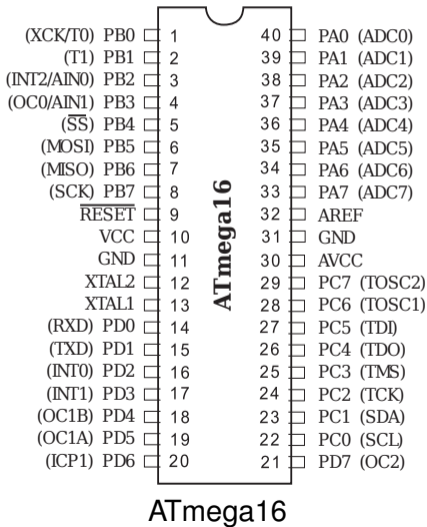 (XCK/T0) PB0 1 40 PA0 (ADC0)
(T1) PB1 2 39 PA1 (ADC1)
(INT2/AIN0) PB2 3 38 PA2 (ADC2)
(OC0/AIN1) PB3 4 37 PA3 (ADC3)
(SS) PB4 5 36 PA4 (ADC4)
(MOSI) PB5 6 35 PA5 (ADC5)
(MISO) PB6 7 34 PA6 (ADC6)
(SCK) PB7 8 33 PA7 (ADC7)
RESET 9 32 AREF
VCC 10 31 GND
GND 11 30 AVCC
XTAL2 12 29 PC7 (TOSC2)
XTAL1 13 28 PC6 (TOSC1)
(RXD) PD0 14 27 PC5 (TDI)
(TXD) PD1 15 26 PC4 (TDO)
(INT0) PD2 16 25 PC3 (TMS)
(INT1) PD3 17 24 PC2 (TCK)
(OC1B) PD4 18 23 PC1 (SDA)
(OC1A) PD5 19 22 PC0 (SCL)
(ICP1) PD6 20 21 PD7 (OC2)
ATmega16
ATmega16